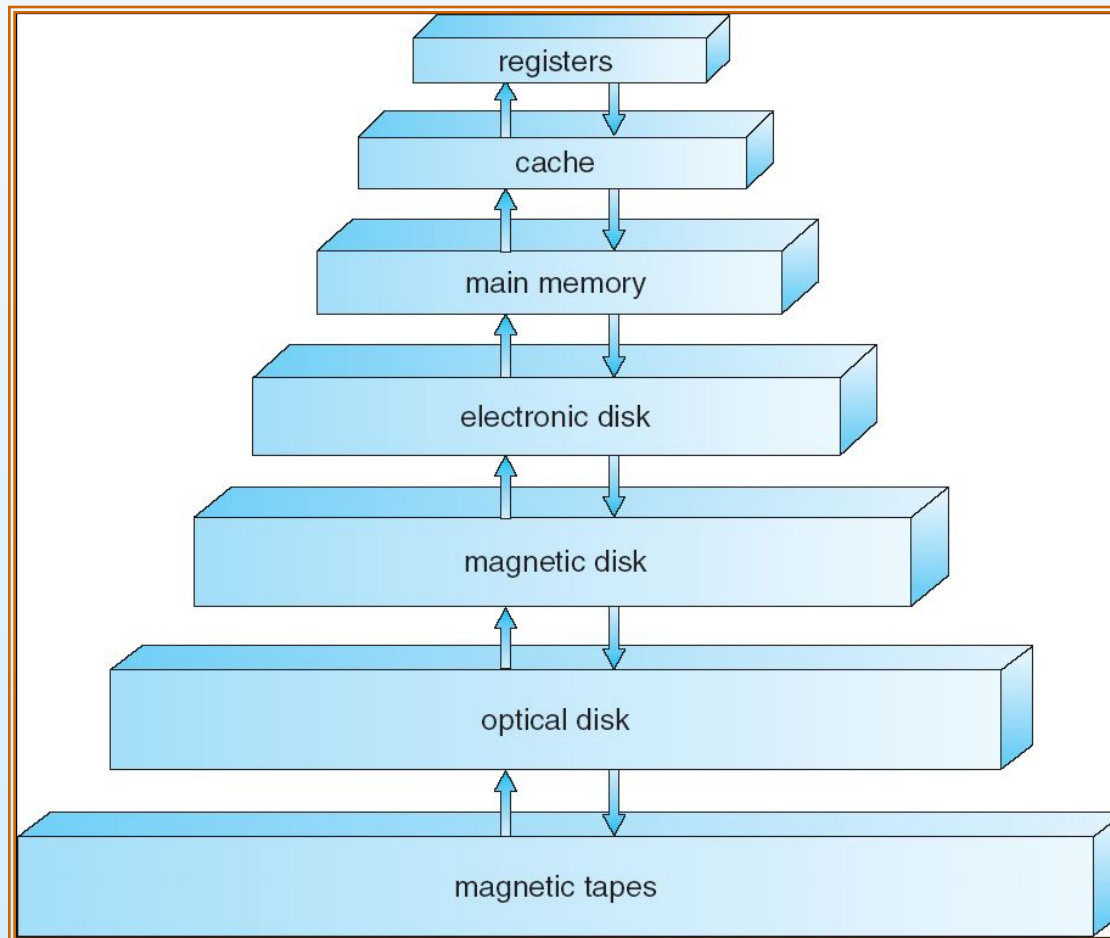 registers
cache
main memory
electronic disk
magnetic disk
optical disk
magnetic tapes